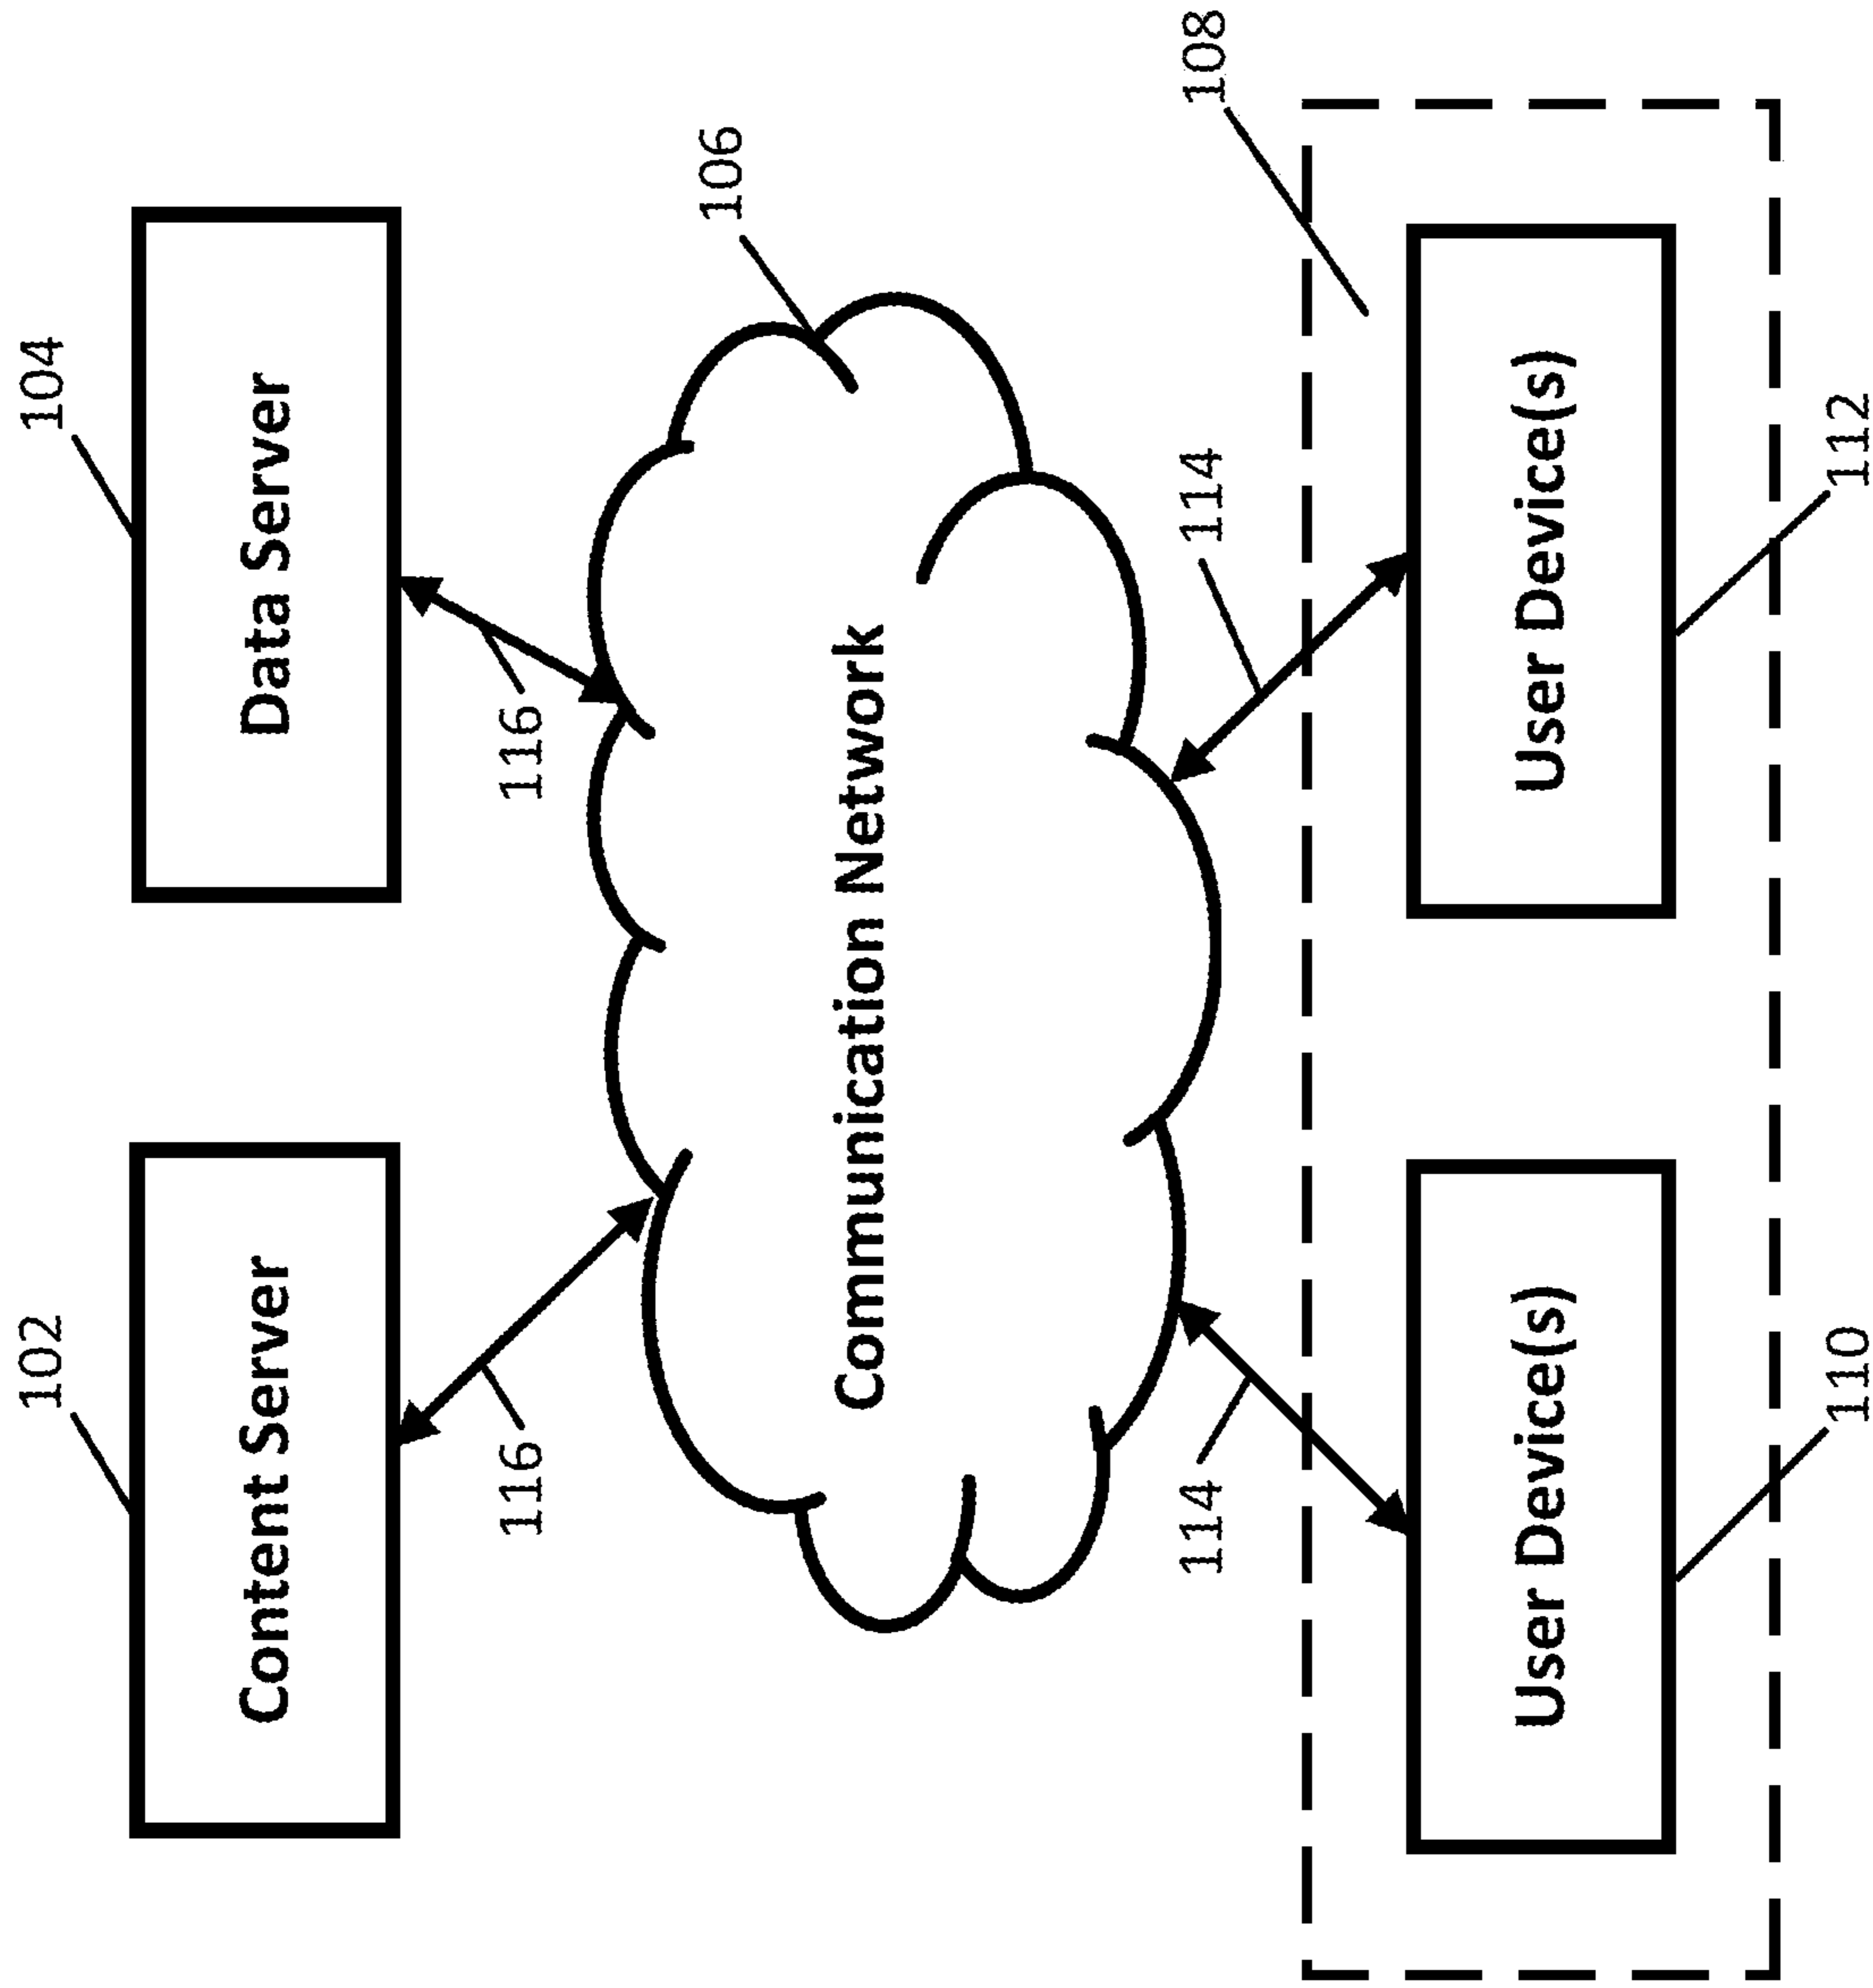 102
104
Content Server
Data Server
116
116
106
Communication Network
114
114
108
User Device(s)
User Device(s)
110
112